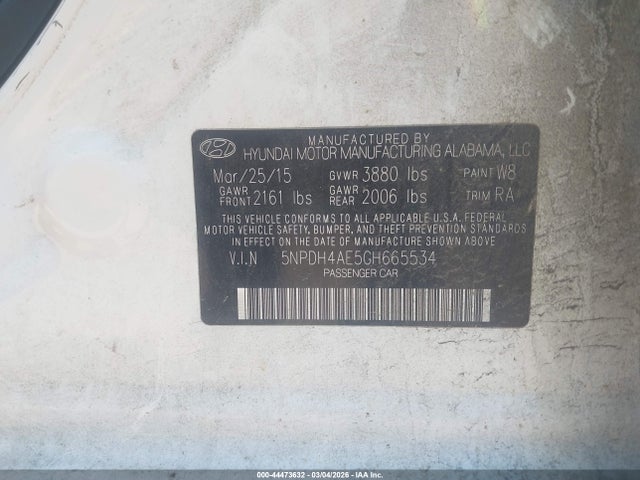 MANUFACTURED BY
HYUNDAI MOTOR MANUFACTURING ALABAMA, LLC
Mar/25/15 GVWR 3880 lbs PAINT W8
GAWR FRONT 2161 lbs GAWR REAR 2006 lbs TRIM RA
THIS VEHICLE CONFORMS TO ALL APPLICABLE U.S.A. FEDERAL
MOTOR VEHICLE SAFETY, BUMPER, AND THEFT PREVENTION
STANDARDS IN EFFECT ON THE DATE OF MANUFACTURE SHOWN ABOVE
V.I.N 5NPDH4AE5GH665534
PASSENGER CAR
000-44473632 - 03/04/2026 - ©IAA, Inc.